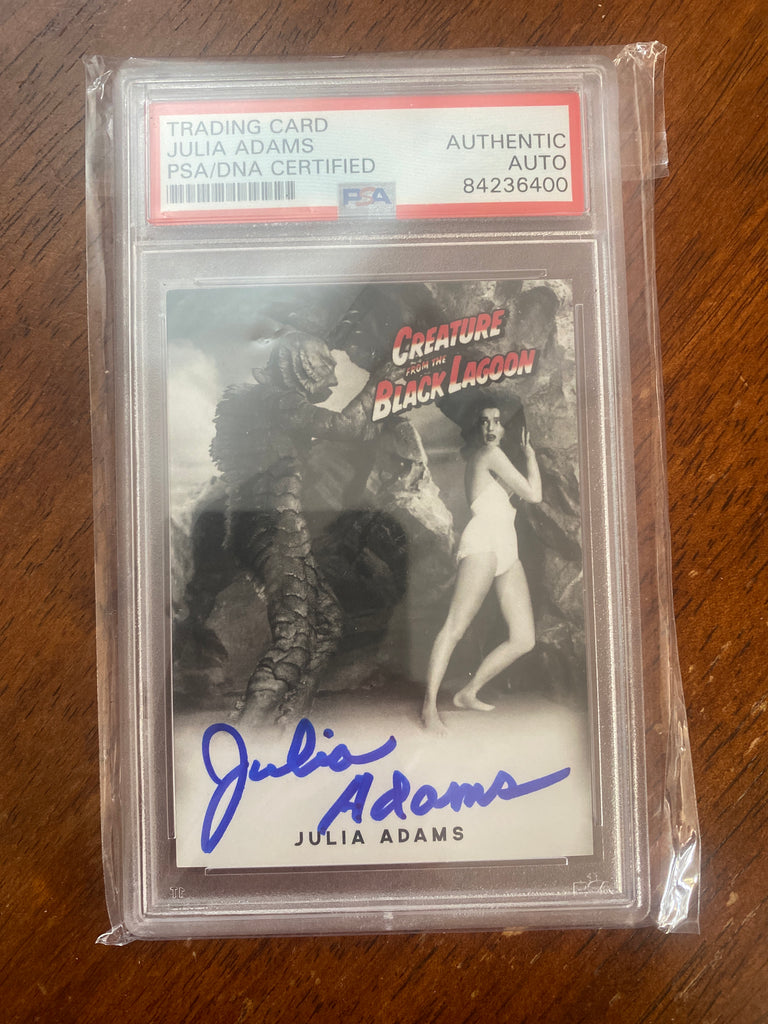 TRADING CARD
JULIA ADAMS
PSA/DNA CERTIFIED
AUTHENTIC
AUTO
84236400
PSA
CREATURE
FROM THE
BLACK LAGOON
Julia
Adams
JULIA ADAMS